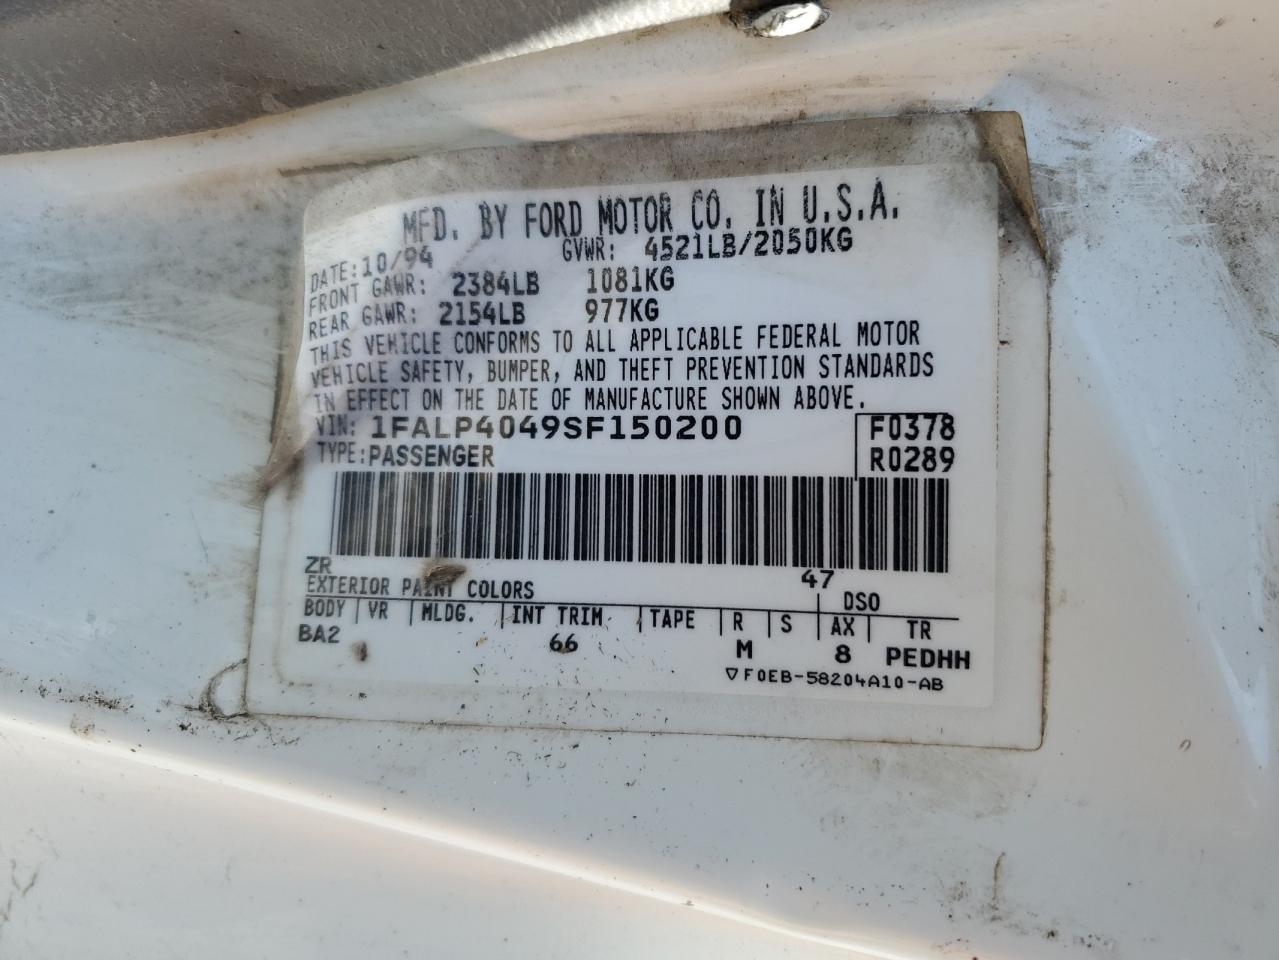 MFD. BY FORD MOTOR CO. IN U.S.A.
DATE: 10/94 GVWR: 4521LB/2050KG
FRONT GAWR: 2384LB 1081KG
REAR GAWR: 2154LB 977KG
THIS VEHICLE CONFORMS TO ALL APPLICABLE FEDERAL MOTOR
VEHICLE SAFETY, BUMPER, AND THEFT PREVENTION STANDARDS
IN EFFECT ON THE DATE OF MANUFACTURE SHOWN ABOVE.
VIN: 1FALP4049SF150200 F0378
TYPE: PASSENGER R0289
ZR 47
EXTERIOR PAINT COLORS DSO
BODY VR MLDG. INT TRIM TAPE R S AX TR
BA2 66 M 8 PEDHH
▽ F0EB-58204A10-AB